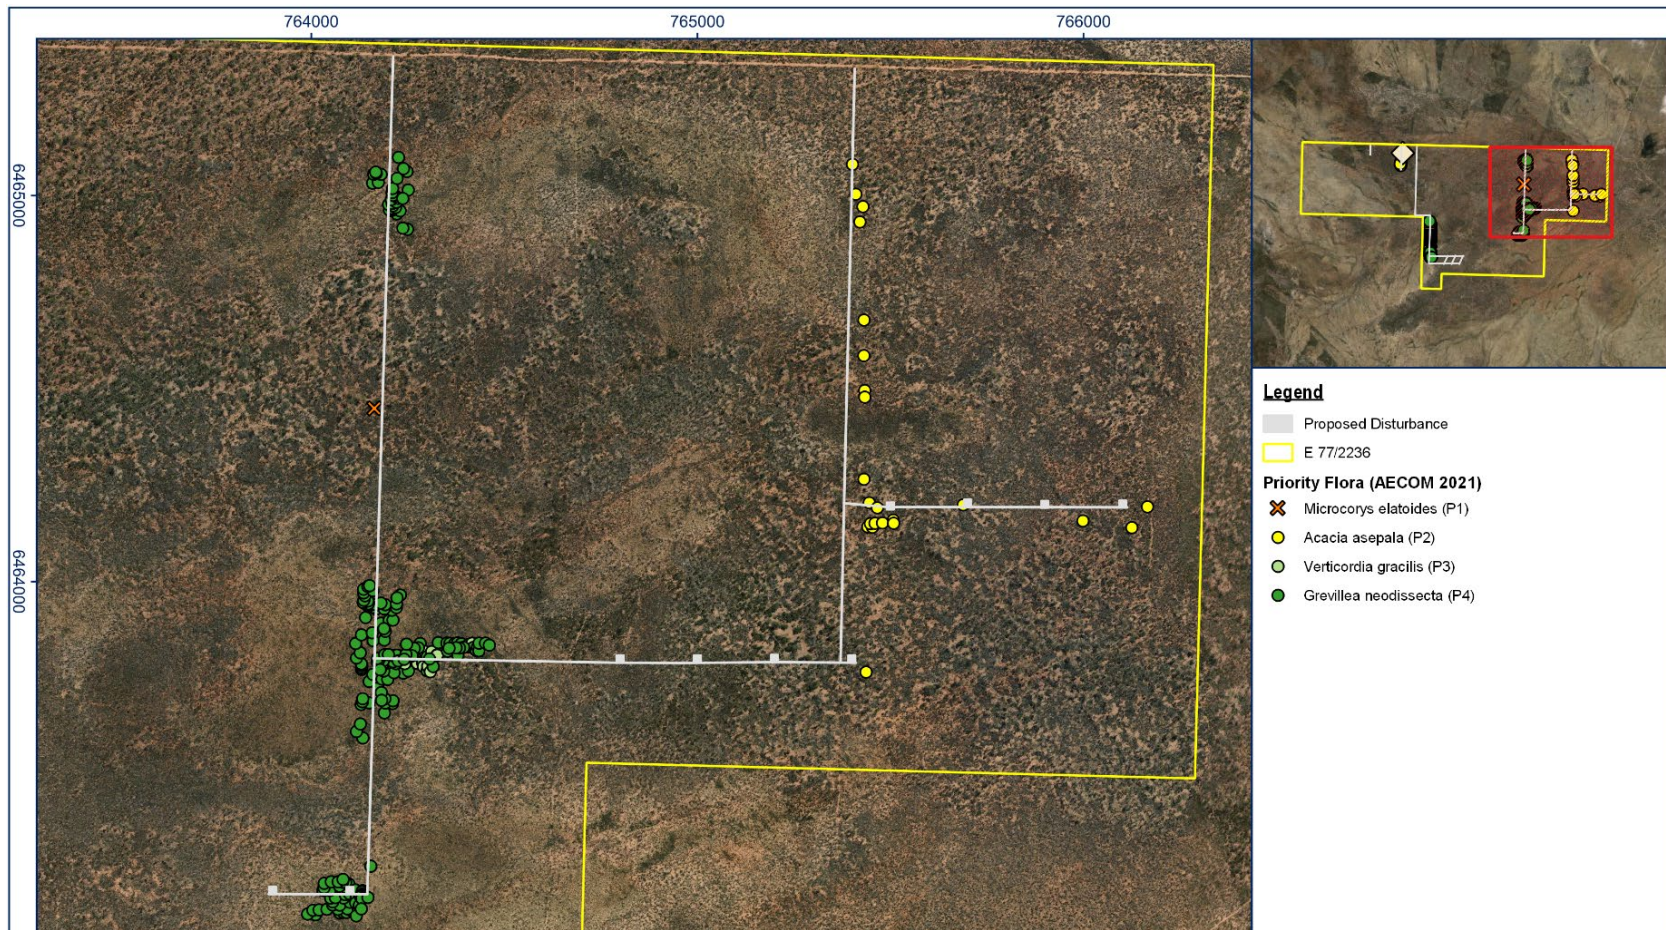 764000
765000
766000
6465000
6464000
Legend
Proposed Disturbance
E 77/2236
Priority Flora (AECOM 2021)
Microcorys elatoides (P1)
Acacia asepala (P2)
Verticordia gracilis (P3)
Grevillea neodissecta (P4)